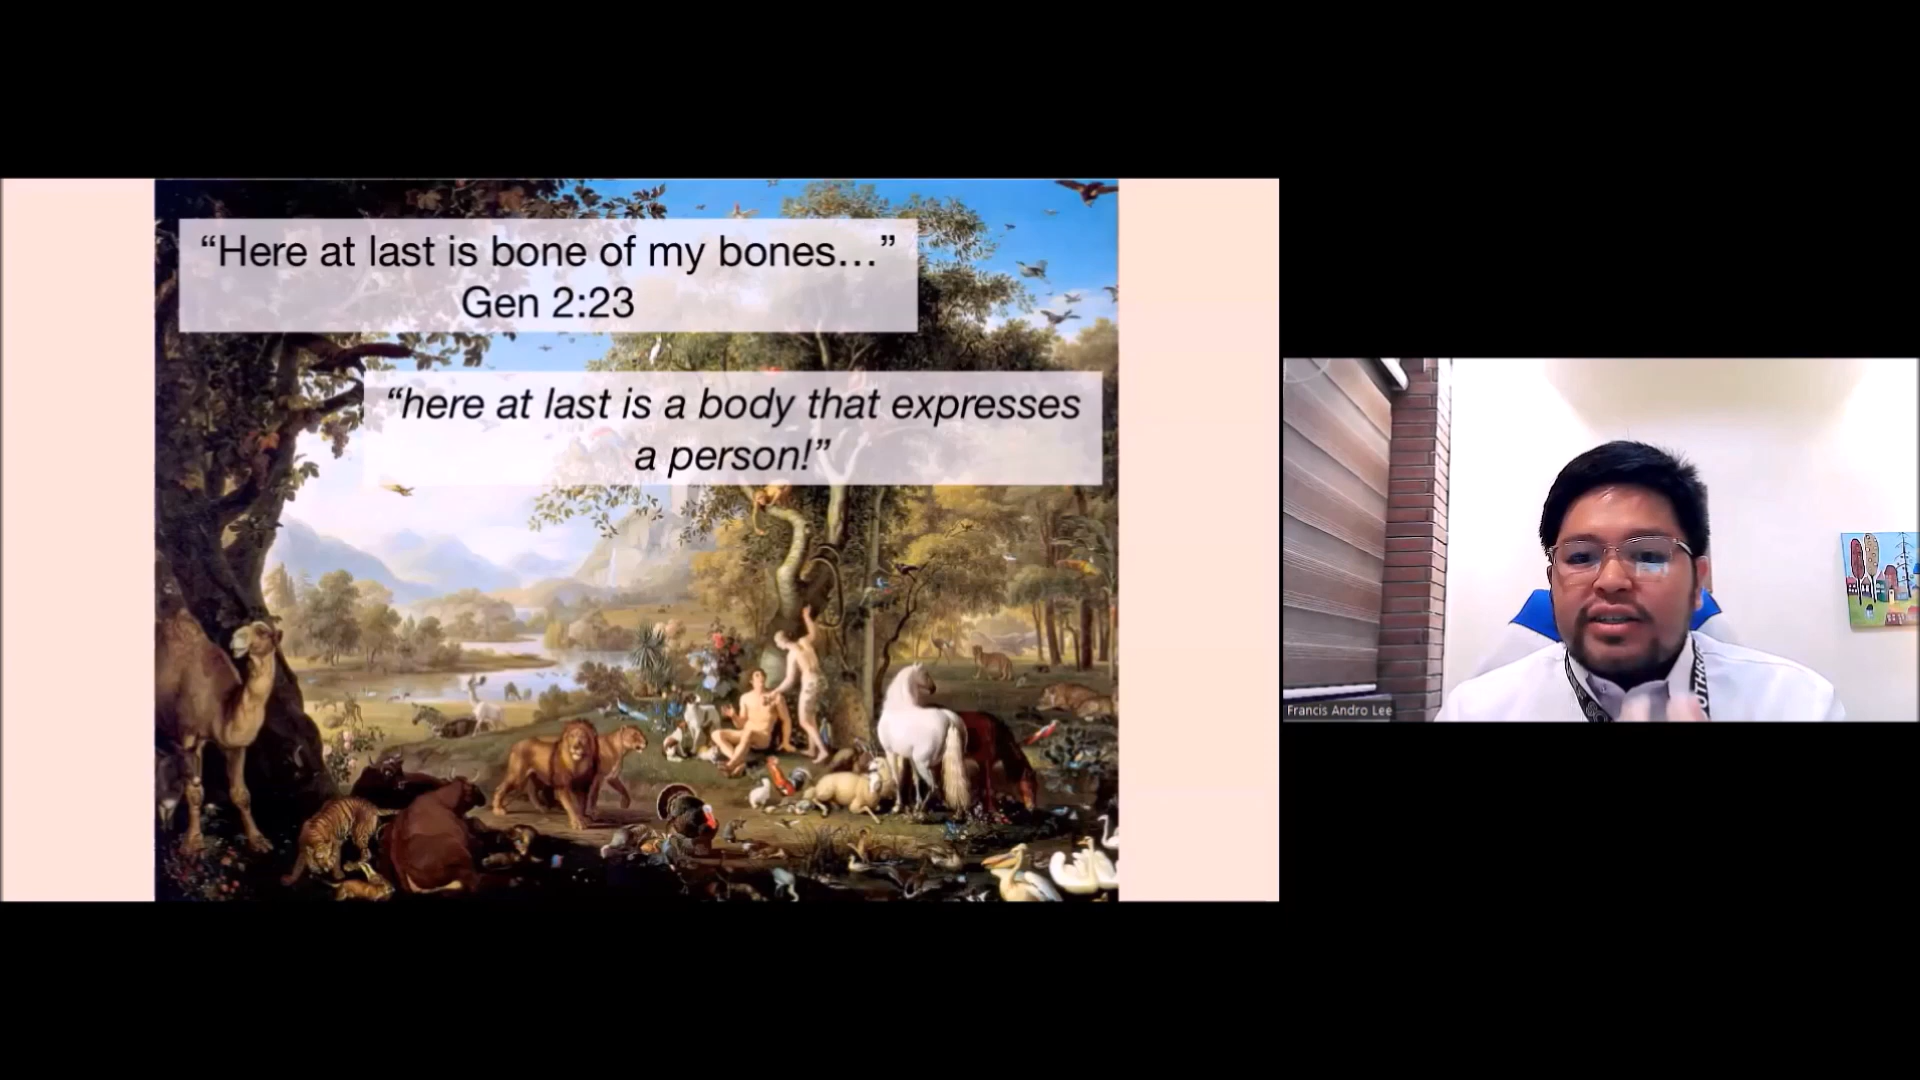 “Here at last is bone of my bones…”
Gen 2:23
“here at last is a body that expresses
a person!”
Francis Andro Lee